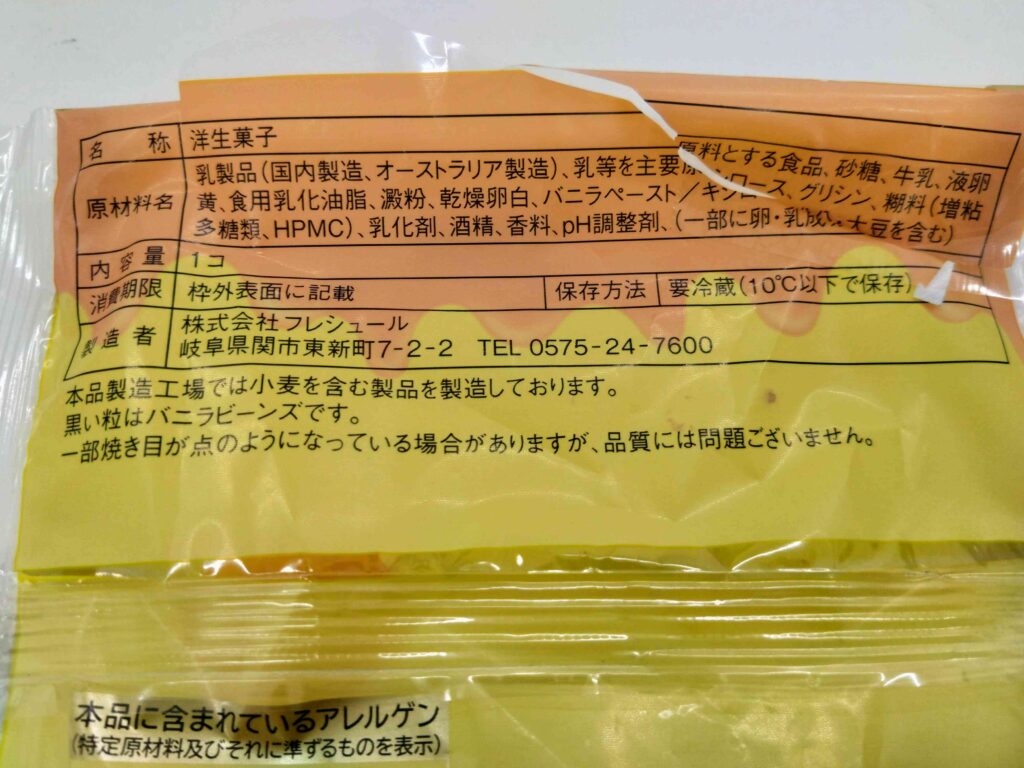 名称 洋生菓子
原材料名 乳製品(国内製造、オーストラリア製造)、乳等を主要原料とする食品、砂糖、牛乳、液卵
黄、食用乳化油脂、澱粉、乾燥卵白、バニラペースト/キシロース、グリシン、糊料(増粘
多糖類、HPMC)、乳化剤、酒精、香料、pH調整剤、(一部に卵・乳成分・大豆を含む)
内容量 1コ
消費期限 枠外表面に記載 保存方法 要冷蔵(10℃以下で保存)
製造者 株式会社フレシュール
岐阜県関市東新町7-2-2 TEL 0575-24-7600
本品製造工場では小麦を含む製品を製造しております。
黒い粒はバニラビーンズです。
一部焼き目が点のようになっている場合がありますが、品質には問題ございません。
本品に含まれているアレルゲン
(特定原材料及びそれに準ずるものを表示)